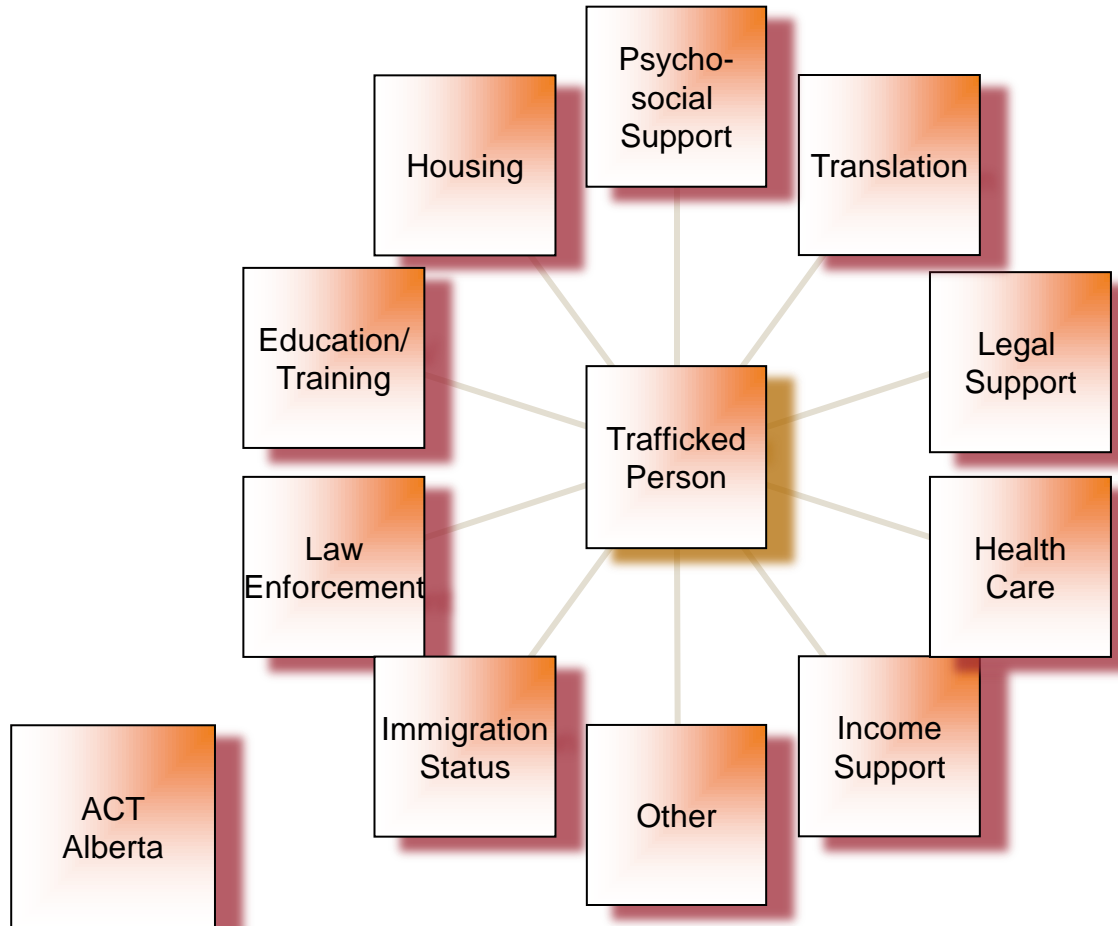 Psycho-
social
Support
Housing
Translation
Education/
Training
Legal
Support
Trafficked
Person
Law
Enforcement
Health
Care
Immigration
Status
Income
Support
Other
ACT
Alberta